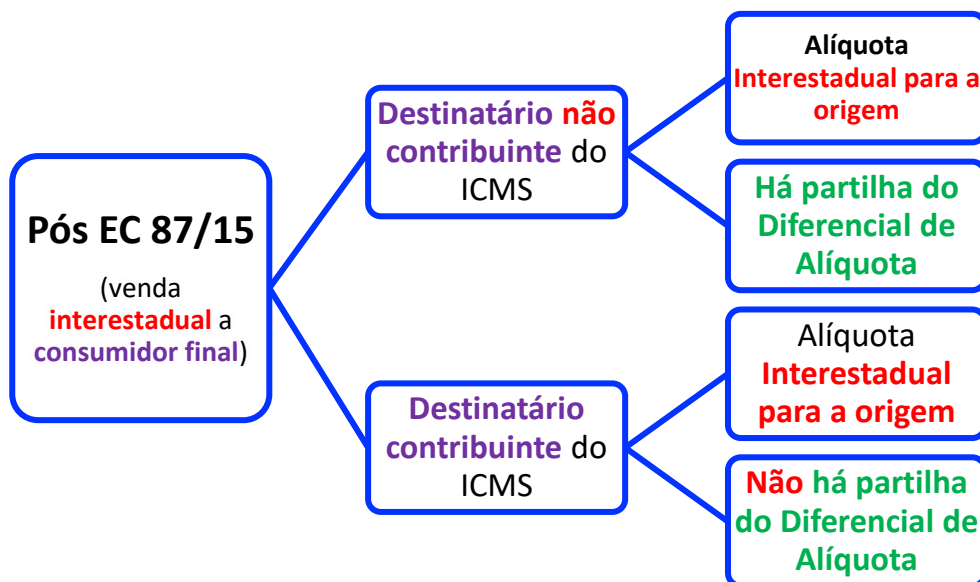 Pós EC 87/15
(venda
interestadual a
consumidor final)
Destinatário não
contribuinte do
ICMS
Alíquota
Interestadual para a
origem
Há partilha do
Diferencial de
Alíquota
Destinatário
contribuinte do
ICMS
Alíquota
Interestadual
para a origem
Não há partilha
do Diferencial de
Alíquota